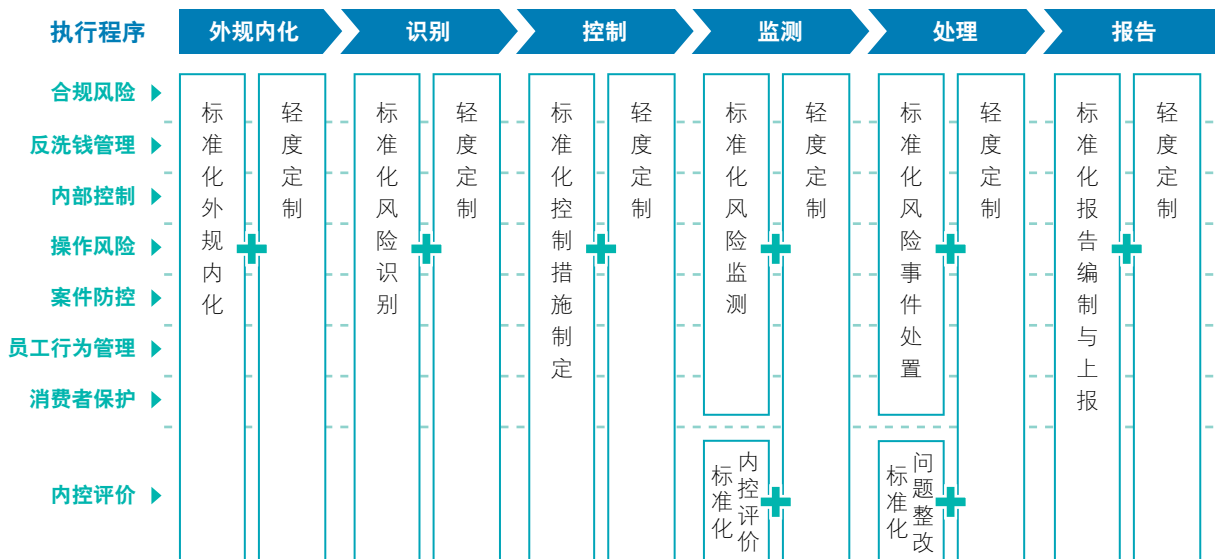 执行程序
外规内化
识别
控制
监测
处理
报告
合规风险
反洗钱管理
内部控制
操作风险
案件防控
员工行为管理
消费者保护
内控评价
标准化外规内化
轻度定制
标准化风险识别
轻度定制
标准化控制措施制定
轻度定制
标准化风险监测
标准化
内控评价
轻度定制
标准化风险事件处置
标准化
问题整改
轻度定制
标准化报告编制与上报
轻度定制